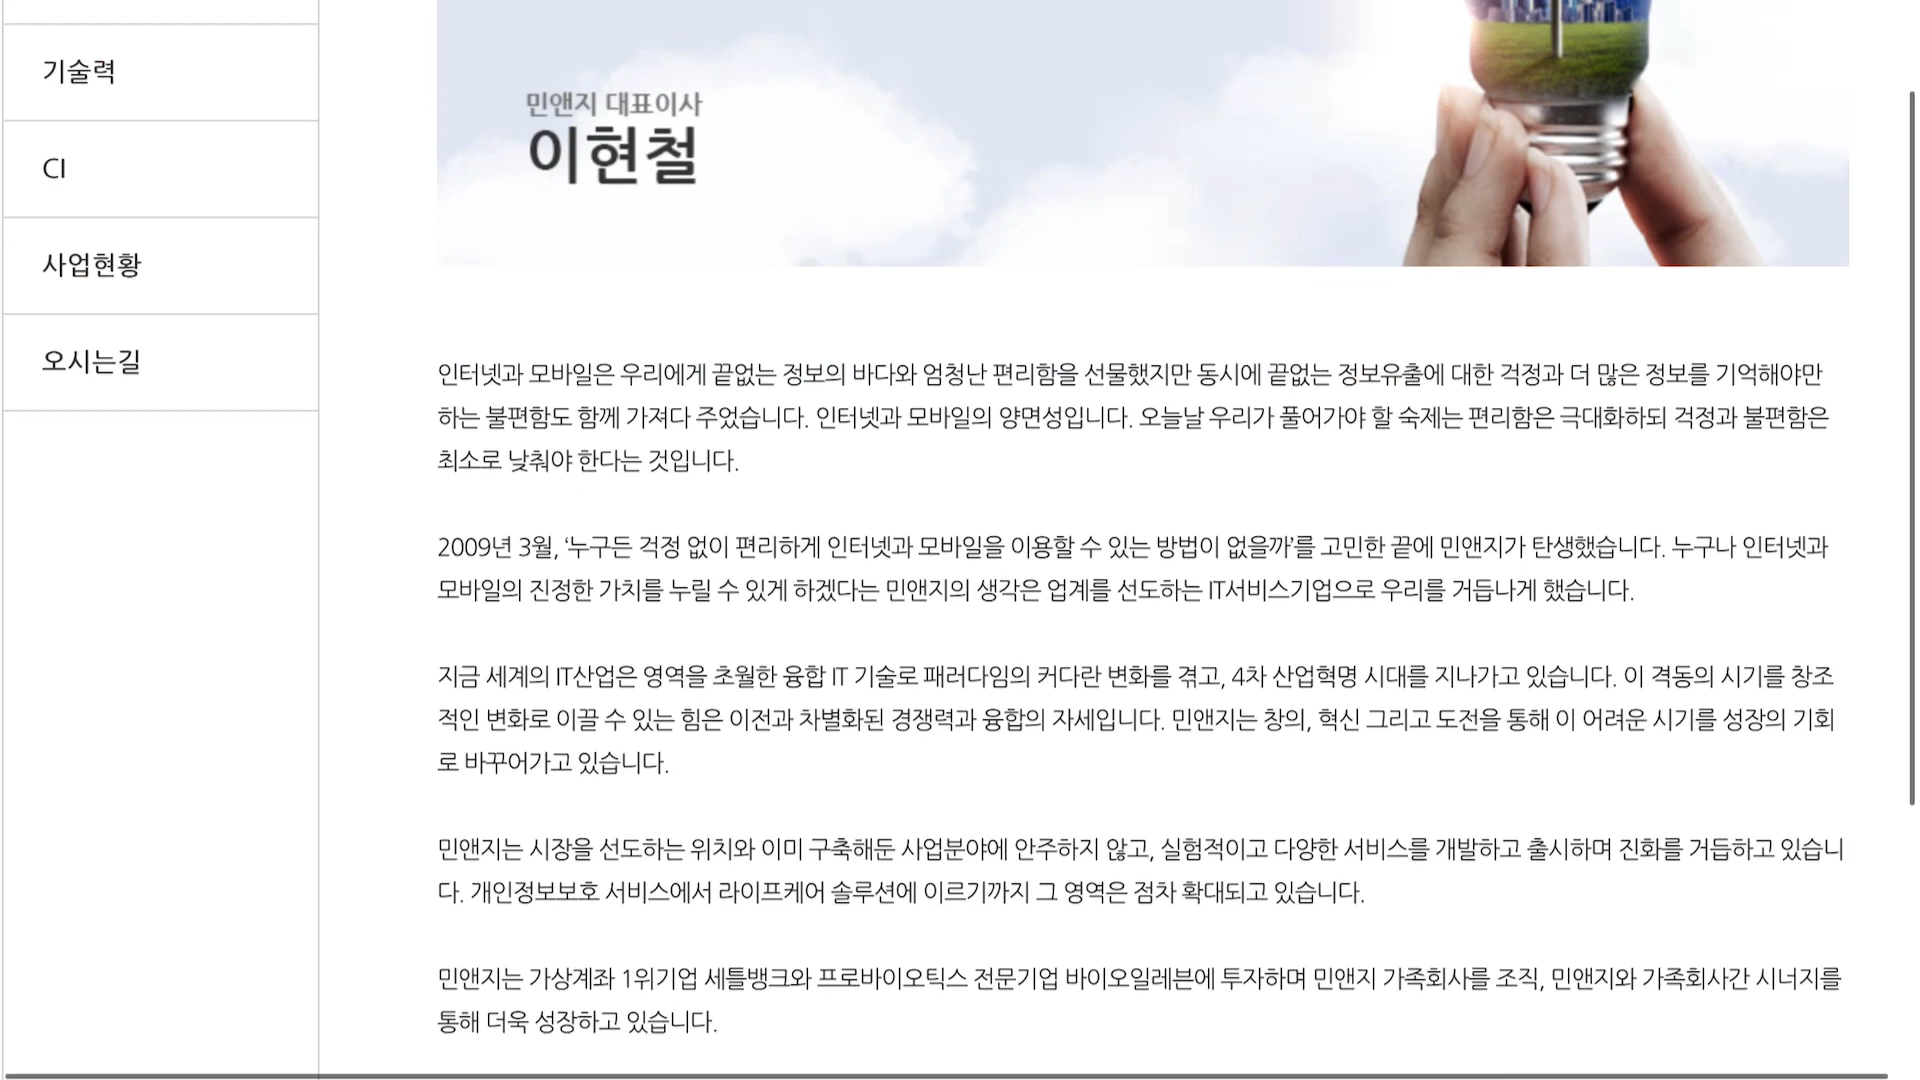 기술력
CI
사업현황
오시는길
민앤지 대표이사
이현철
인터넷과 모바일은 우리에게 끝없는 정보의 바다와 엄청난 편리함을 선물했지만 동시에 끝없는 정보유출에 대한 걱정과 더 많은 정보를 기억해야만
하는 불편함도 함께 가져다 주었습니다. 인터넷과 모바일의 양면성입니다. 오늘날 우리가 풀어가야 할 숙제는 편리함은 극대화하되 걱정과 불편함은
최소로 낮춰야 한다는 것입니다.
2009년 3월, ‘누구든 걱정 없이 편리하게 인터넷과 모바일을 이용할 수 있는 방법이 없을까’를 고민한 끝에 민앤지가 탄생했습니다. 누구나 인터넷과
모바일의 진정한 가치를 누릴 수 있게 하겠다는 민앤지의 생각은 업계를 선도하는 IT서비스기업으로 우리를 거듭나게 했습니다.
지금 세계의 IT산업은 영역을 초월한 융합 IT 기술로 패러다임의 커다란 변화를 겪고, 4차 산업혁명 시대를 지나가고 있습니다. 이 격동의 시기를 창조
적인 변화로 이끌 수 있는 힘은 이전과 차별화된 경쟁력과 융합의 자세입니다. 민앤지는 창의, 혁신 그리고 도전을 통해 이 어려운 시기를 성장의 기회
로 바꾸어가고 있습니다.
민앤지는 시장을 선도하는 위치와 이미 구축해둔 사업분야에 안주하지 않고, 실험적이고 다양한 서비스를 개발하고 출시하며 진화를 거듭하고 있습니
다. 개인정보보호 서비스에서 라이프케어 솔루션에 이르기까지 그 영역은 점차 확대되고 있습니다.
민앤지는 가상계좌 1위기업 세틀뱅크와 프로바이오틱스 전문기업 바이오일레븐에 투자하며 민앤지 가족회사를 조직, 민앤지와 가족회사간 시너지를
통해 더욱 성장하고 있습니다.